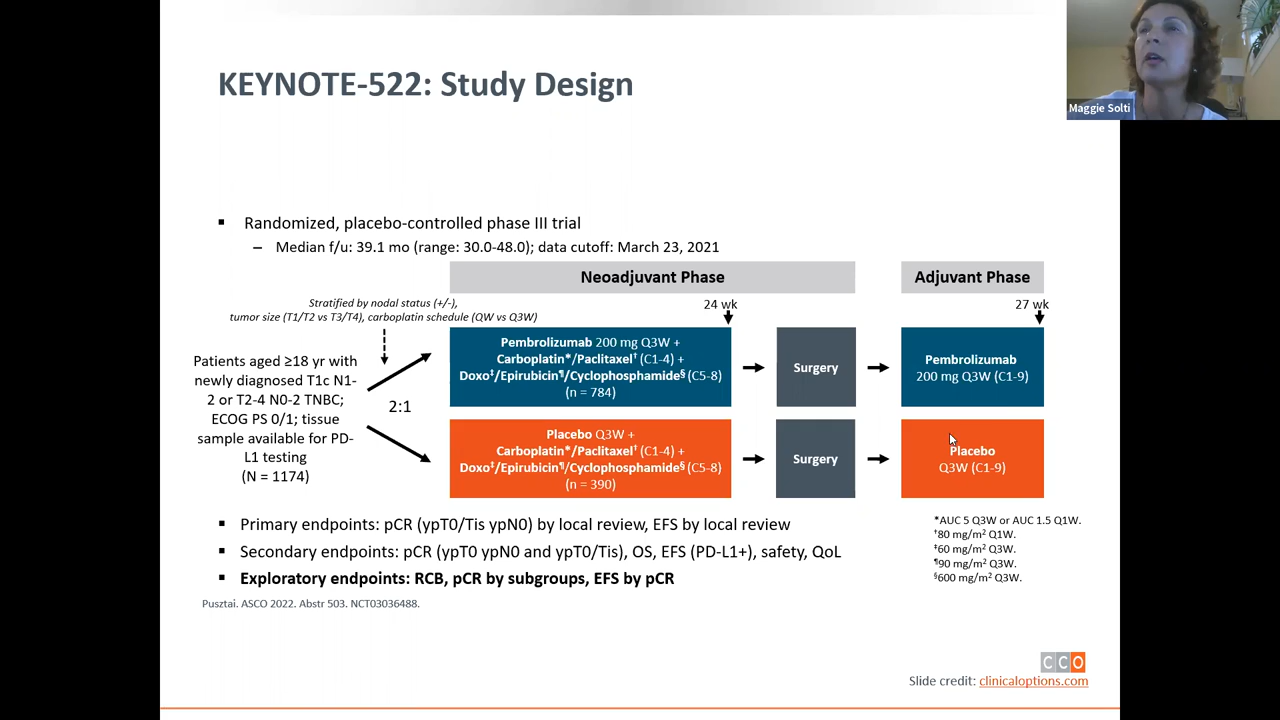 KEYNOTE-522: Study Design
Maggie Solti
▪ Randomized, placebo-controlled phase III trial
– Median f/u: 39.1 mo (range: 30.0-48.0); data cutoff: March 23, 2021
Neoadjuvant Phase
Adjuvant Phase
Stratified by nodal status (+/-),
tumor size (T1/T2 vs T3/T4), carboplatin schedule (QW vs Q3W)
24 wk
27 wk
Patients aged ≥18 yr with
newly diagnosed T1c N1-
2 or T2-4 N0-2 TNBC;
ECOG PS 0/1; tissue
sample available for PD-
L1 testing
(N = 1174)
2:1
Pembrolizumab 200 mg Q3W +
Carboplatin*/Paclitaxel† (C1-4) +
Doxo‡/Epirubicin¶/Cyclophosphamide§ (C5-8)
(n = 784)
Surgery
Pembrolizumab
200 mg Q3W (C1-9)
Placebo Q3W +
Carboplatin*/Paclitaxel† (C1-4) +
Doxo‡/Epirubicin¶/Cyclophosphamide§ (C5-8)
(n = 390)
Surgery
Placebo
Q3W (C1-9)
▪ Primary endpoints: pCR (ypT0/Tis ypN0) by local review, EFS by local review
▪ Secondary endpoints: pCR (ypT0 ypN0 and ypT0/Tis), OS, EFS (PD-L1+), safety, QoL
▪ Exploratory endpoints: RCB, pCR by subgroups, EFS by pCR
*AUC 5 Q3W or AUC 1.5 Q1W.
†80 mg/m² Q1W.
‡60 mg/m² Q3W.
¶90 mg/m² Q3W.
§600 mg/m² Q3W.
Pusztai. ASCO 2022. Abstr 503. NCT03036488.
CCO
Slide credit: clinicaloptions.com